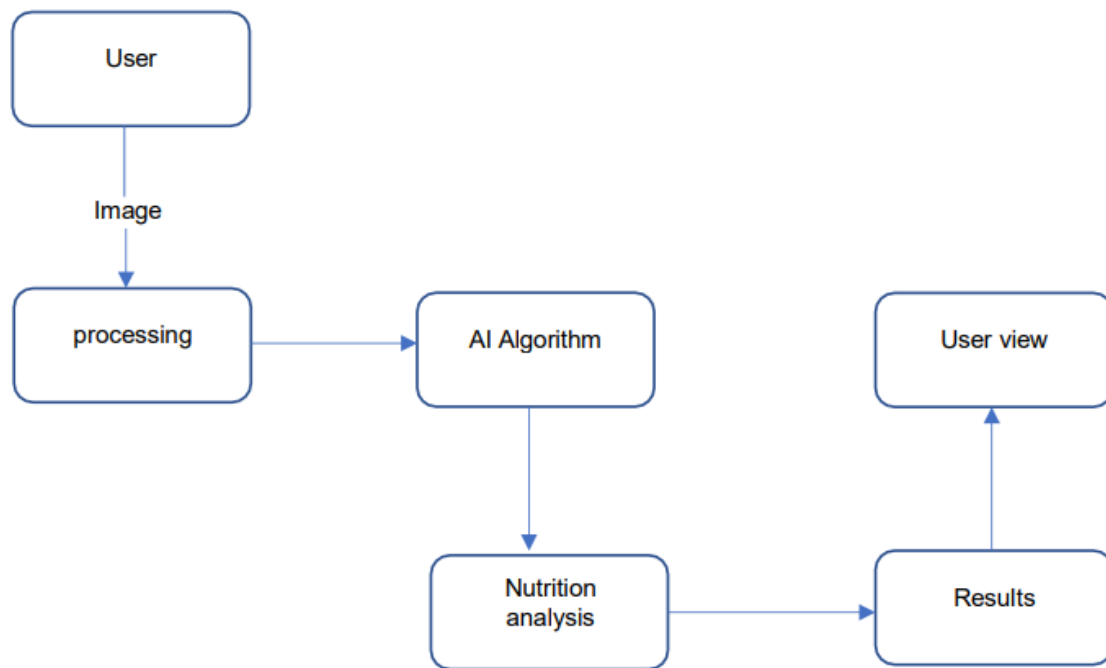 User
Image
processing
AI Algorithm
User view
Nutrition
analysis
Results